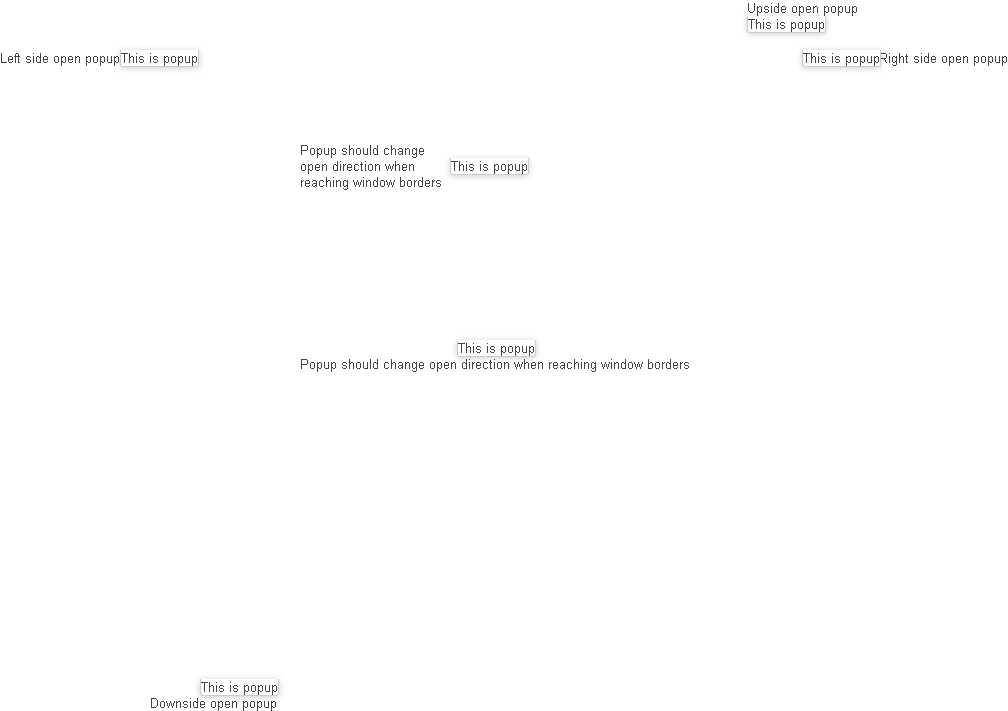 Upside open popup
This is popup
Left side open popup This is popup
This is popup Right side open popup
Popup should change
open direction when
reaching window borders
This is popup
This is popup
Popup should change open direction when reaching window borders
This is popup
Downside open popup